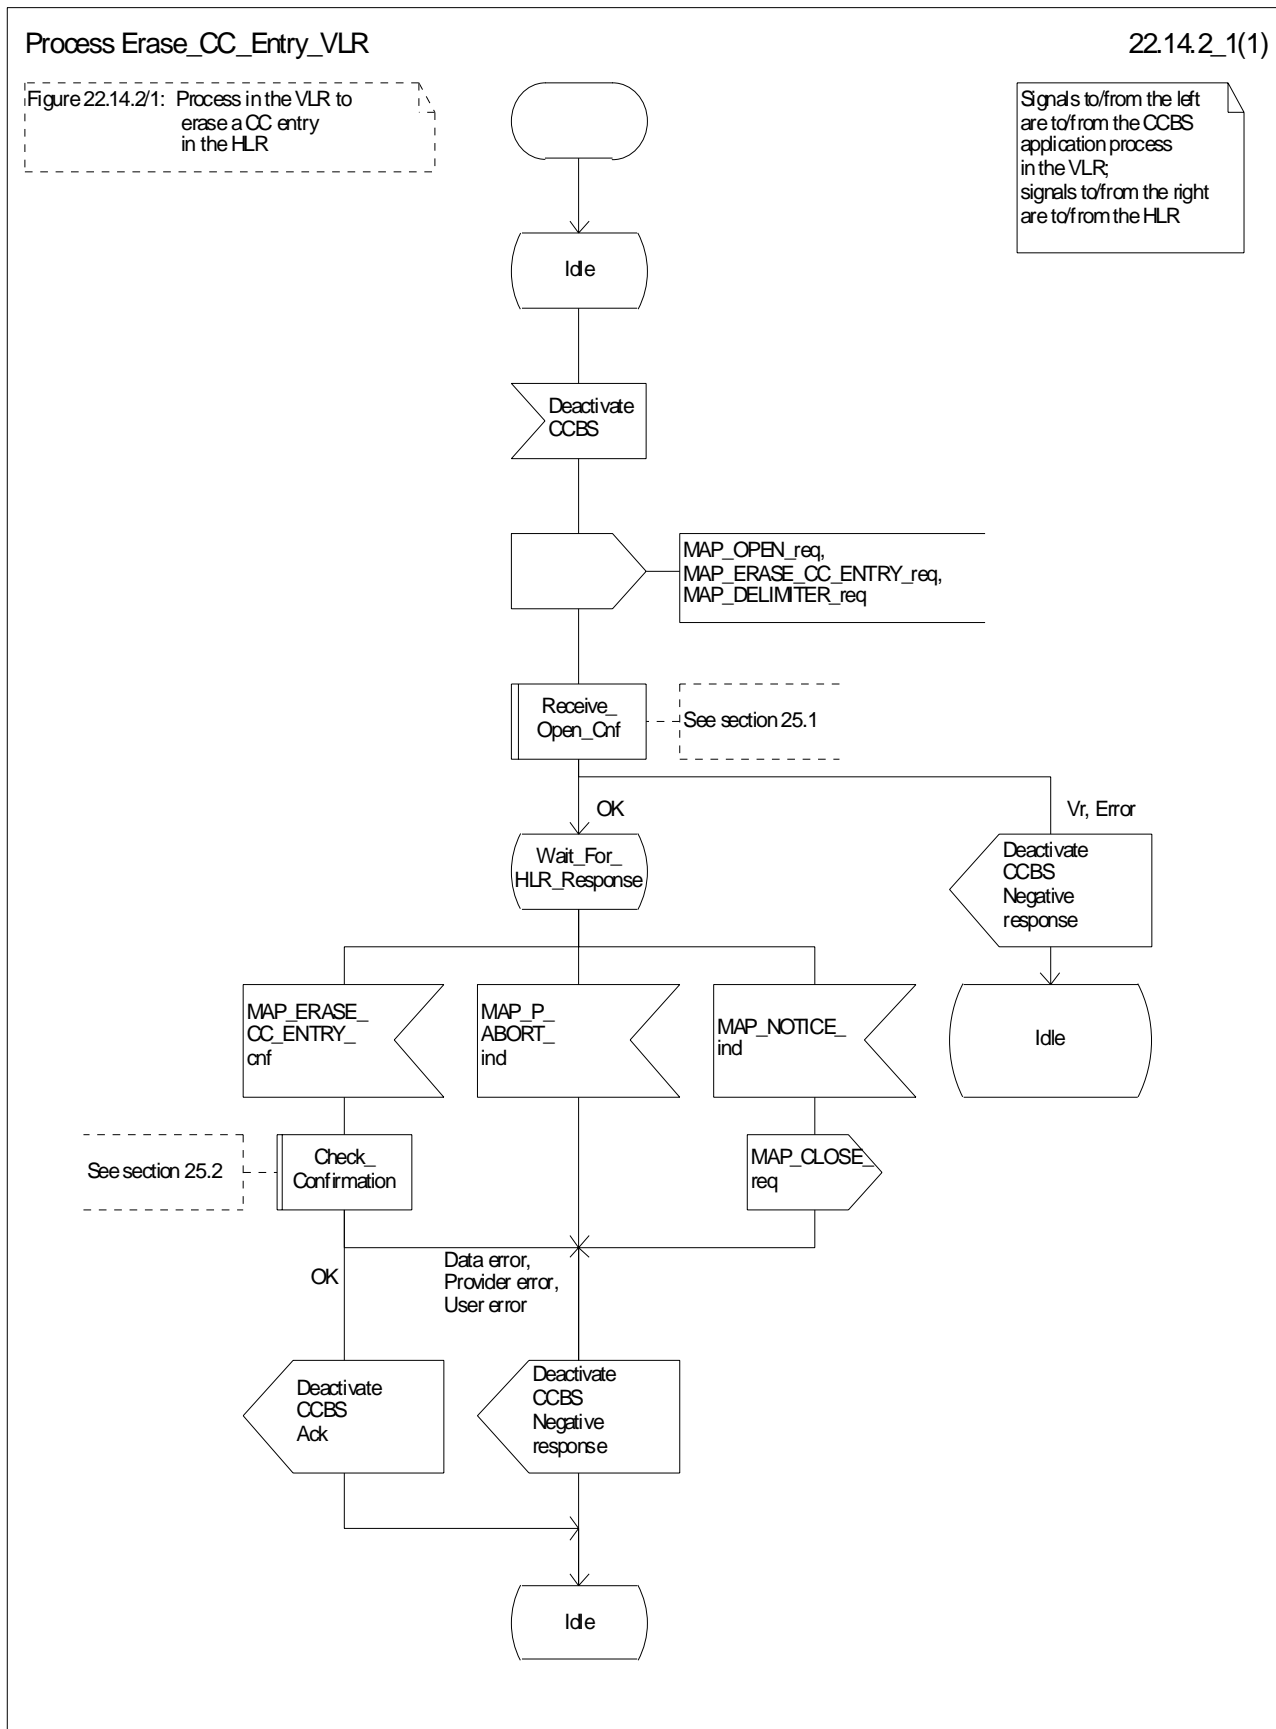 Process Erase_CC_Entry_VLR
22.14.2_1(1)
Figure 22.14.2/1: Process in the VLR to
erase a CC entry
in the HLR
Signals to/from the left
are to/from the CCBS
application process
in the VLR;
signals to/from the right
are to/from the HLR
Idle
Deactivate
CCBS
MAP_OPEN_req,
MAP_ERASE_CC_ENTRY_req,
MAP_DELIMITER_req
Receive_
Open_Cnf
See section 25.1
OK
Vr, Error
Wait_For_
HLR_Response
Deactivate
CCBS
Negative
response
MAP_ERASE_
CC_ENTRY_
cnf
MAP_P_
ABORT_
ind
MAP_NOTICE_
ind
Idle
See section 25.2
Check_
Confirmation
MAP_CLOSE_
req
OK
Data error,
Provider error,
User error
Deactivate
CCBS
Ack
Deactivate
CCBS
Negative
response
Idle